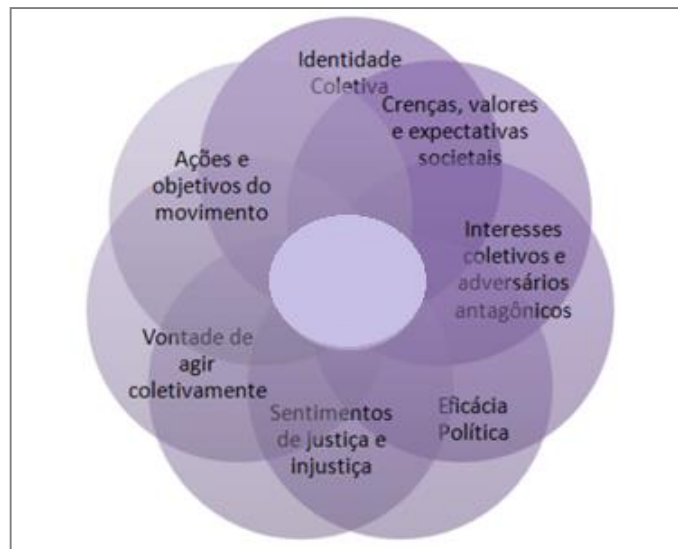 Identidade
Coletiva
Crenças, valores
e expectativas
societais
Interesses
coletivos e
adversários
antagônicos
Eficácia
Política
Sentimentos
de justiça e
injustiça
Vontade de
agir
coletivamente
Ações e
objetivos do
movimento